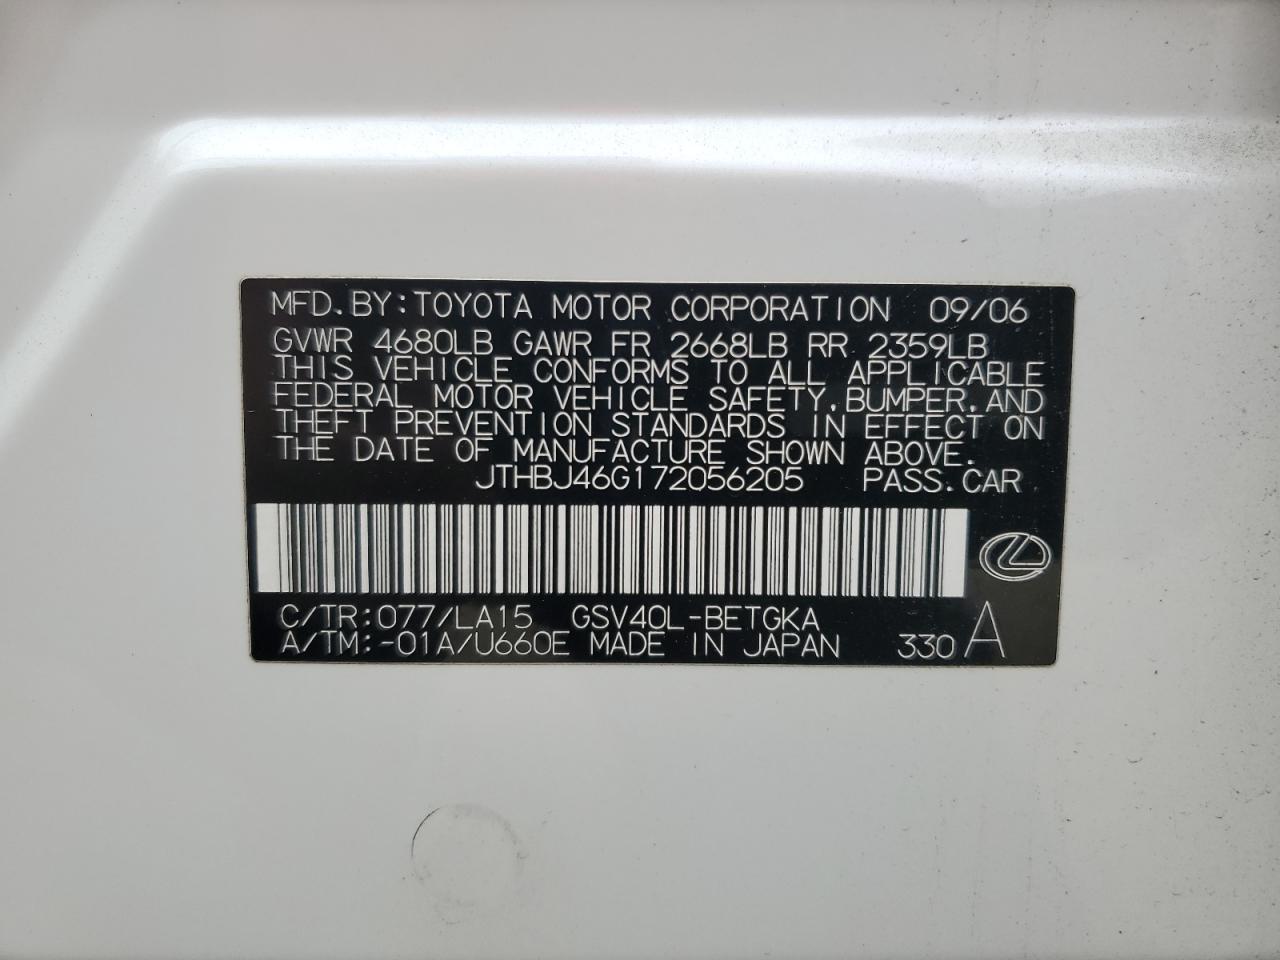 MFD.BY:TOYOTA MOTOR CORPORATION 09/06
GVWR 4680LB GAWR FR 2668LB RR 2359LB
THIS VEHICLE CONFORMS TO ALL APPLICABLE
FEDERAL MOTOR VEHICLE SAFETY,BUMPER,AND
THEFT PREVENTION STANDARDS IN EFFECT ON
THE DATE OF MANUFACTURE SHOWN ABOVE.
JTHBJ46G172056205 PASS.CAR
C/TR:077/LA15 GSV40L-BETGKA
A/TM:-01A/U660E MADE IN JAPAN 330 A